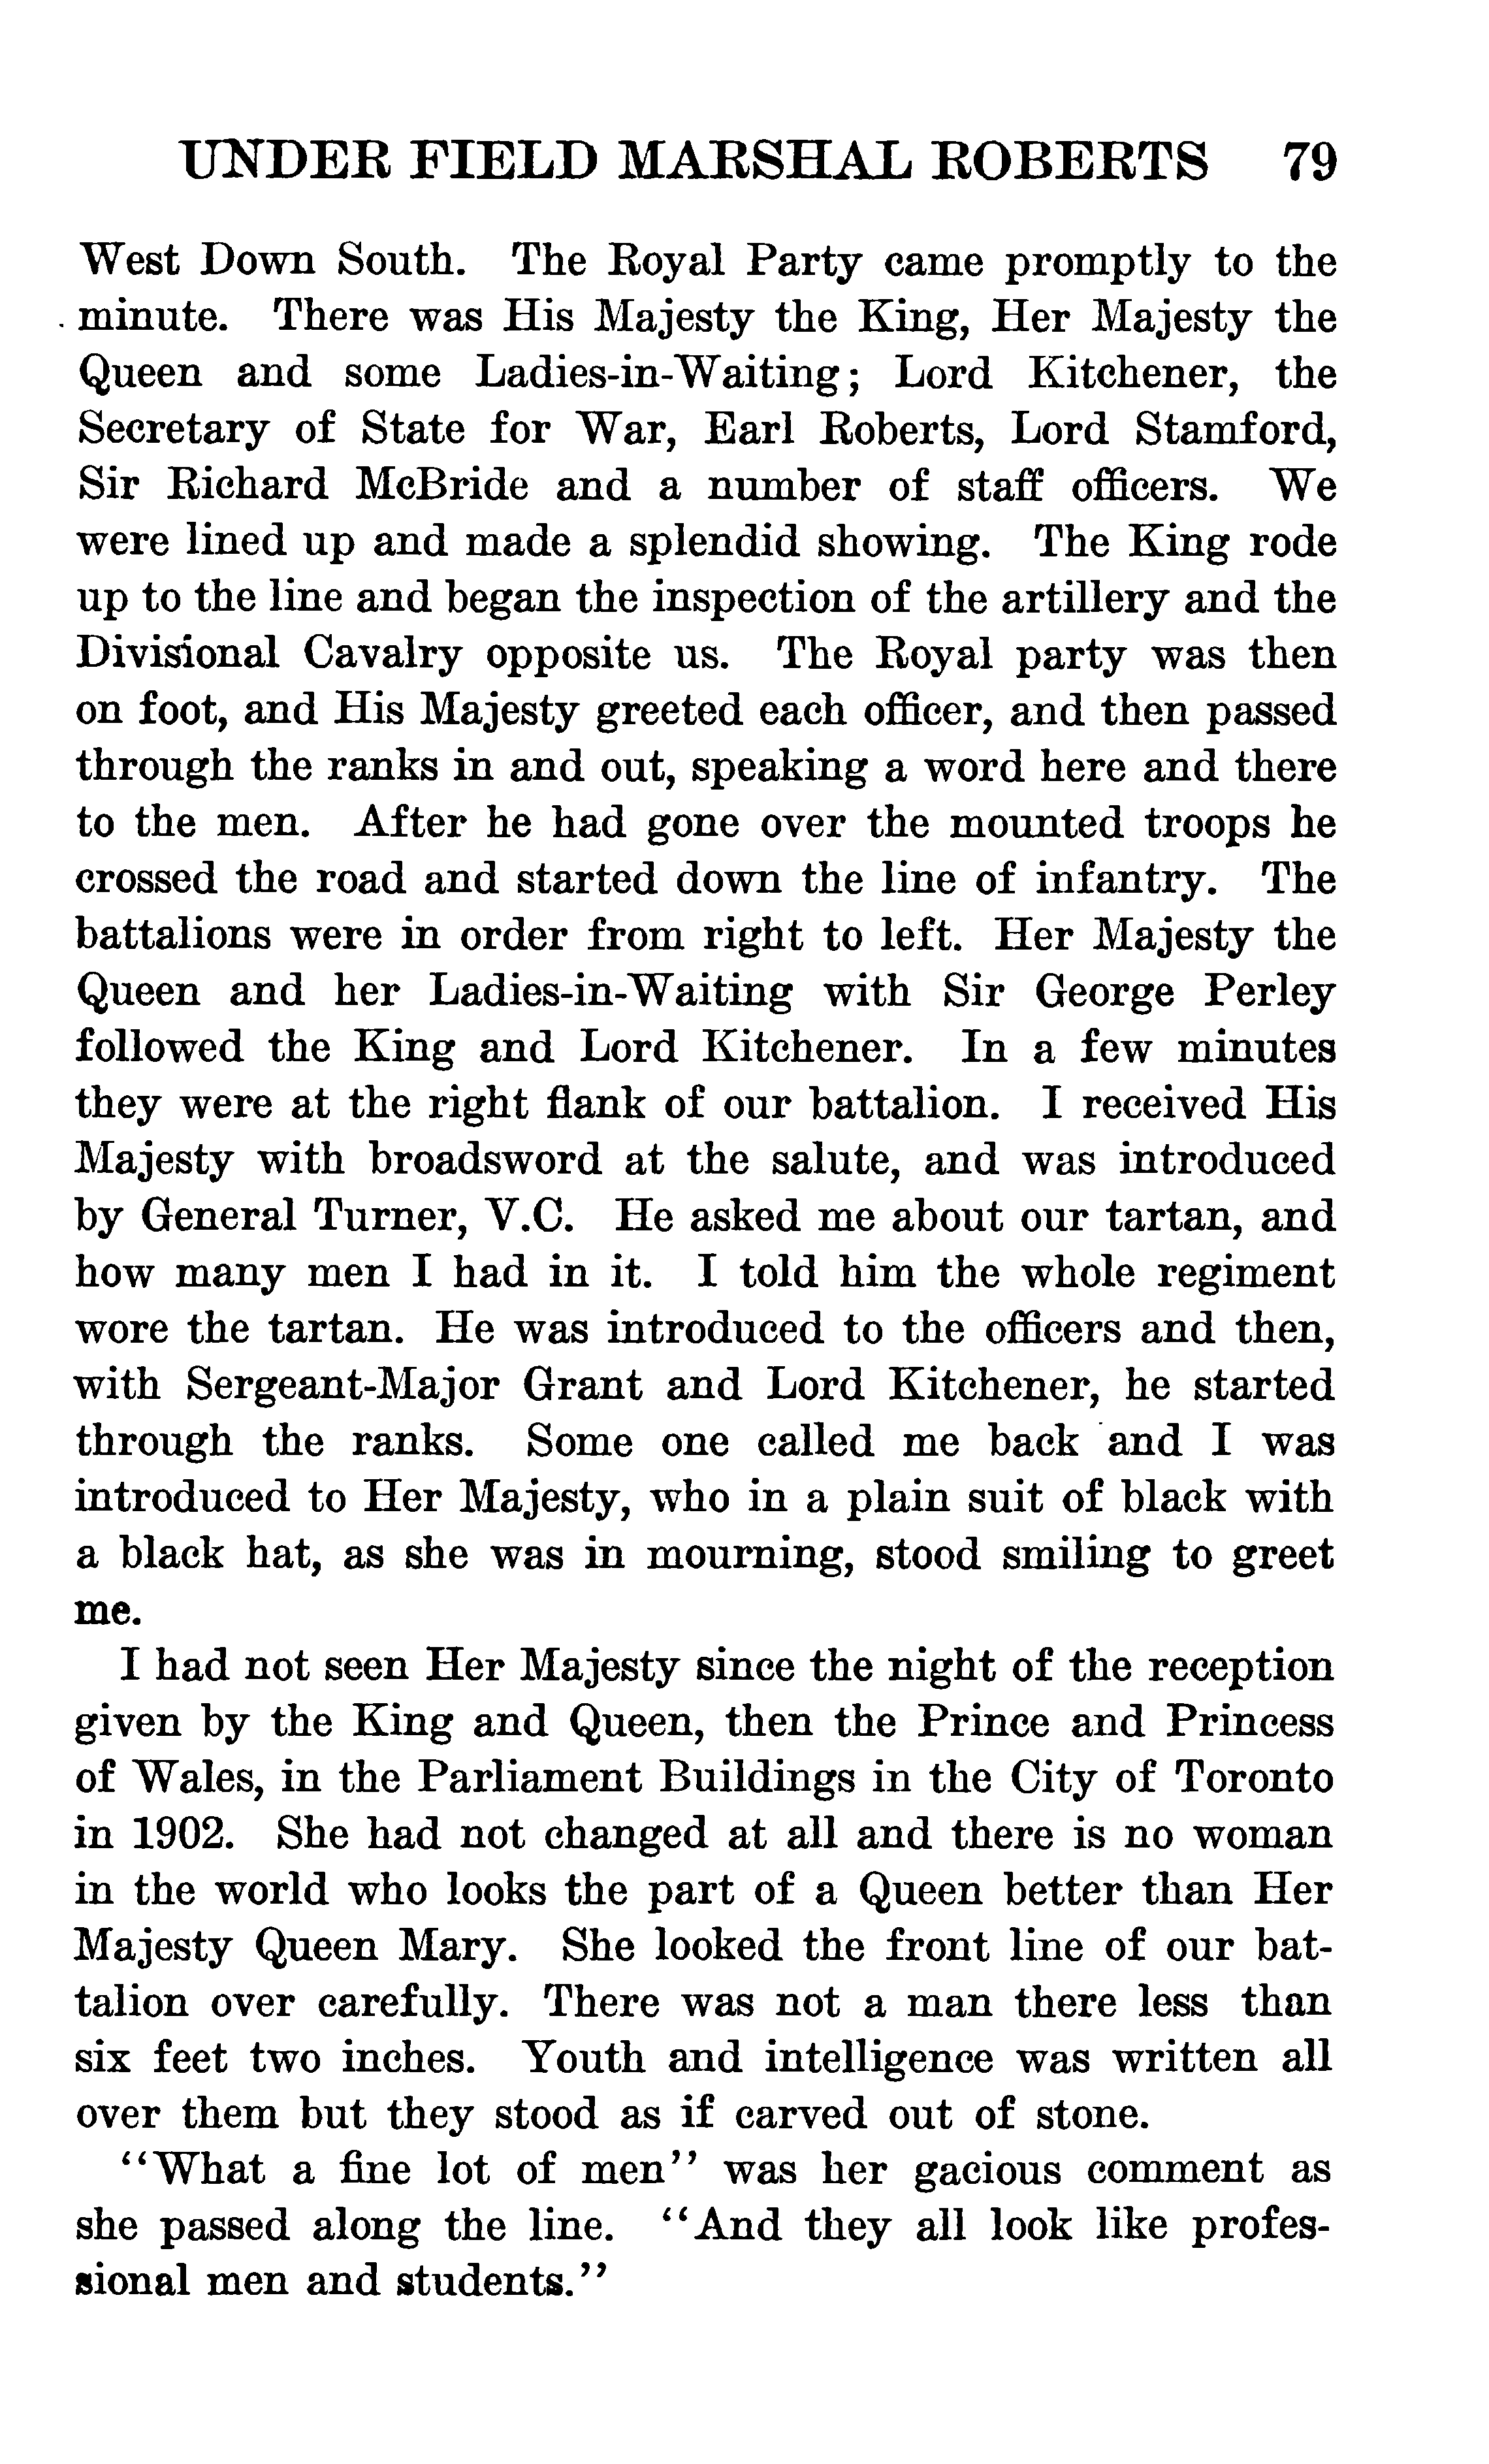 UNDER FIELD MARSHAL ROBERTS 79
West Down South. The Royal Party came promptly to the
minute. There was His Majesty the King, Her Majesty the
Queen and some Ladies-in-Waiting; Lord Kitchener, the
Secretary of State for War, Earl Roberts, Lord Stamford,
Sir Richard McBride and a number of staff officers. We
were lined up and made a splendid showing. The King rode
up to the line and began the inspection of the artillery and the
Divisional Cavalry opposite us. The Royal party was then
on foot, and His Majesty greeted each officer, and then passed
through the ranks in and out, speaking a word here and there
to the men. After he had gone over the mounted troops he
crossed the road and started down the line of infantry. The
battalions were in order from right to left. Her Majesty the
Queen and her Ladies-in-Waiting with Sir George Perley
followed the King and Lord Kitchener. In a few minutes
they were at the right flank of our battalion. I received His
Majesty with broadsword at the salute, and was introduced
by General Turner, V.C. He asked me about our tartan, and
how many men I had in it. I told him the whole regiment
wore the tartan. He was introduced to the officers and then,
with Sergeant-Major Grant and Lord Kitchener, he started
through the ranks. Some one called me back and I was
introduced to Her Majesty, who in a plain suit of black with
a black hat, as she was in mourning, stood smiling to greet
me.
I had not seen Her Majesty since the night of the reception
given by the King and Queen, then the Prince and Princess
of Wales, in the Parliament Buildings in the City of Toronto
in 1902. She had not changed at all and there is no woman
in the world who looks the part of a Queen better than Her
Majesty Queen Mary. She looked the front line of our bat-
talion over carefully. There was not a man there less than
six feet two inches. Youth and intelligence was written all
over them but they stood as if carved out of stone.
"What a fine lot of men" was her gacious comment as
she passed along the line. "And they all look like profes-
sional men and students."